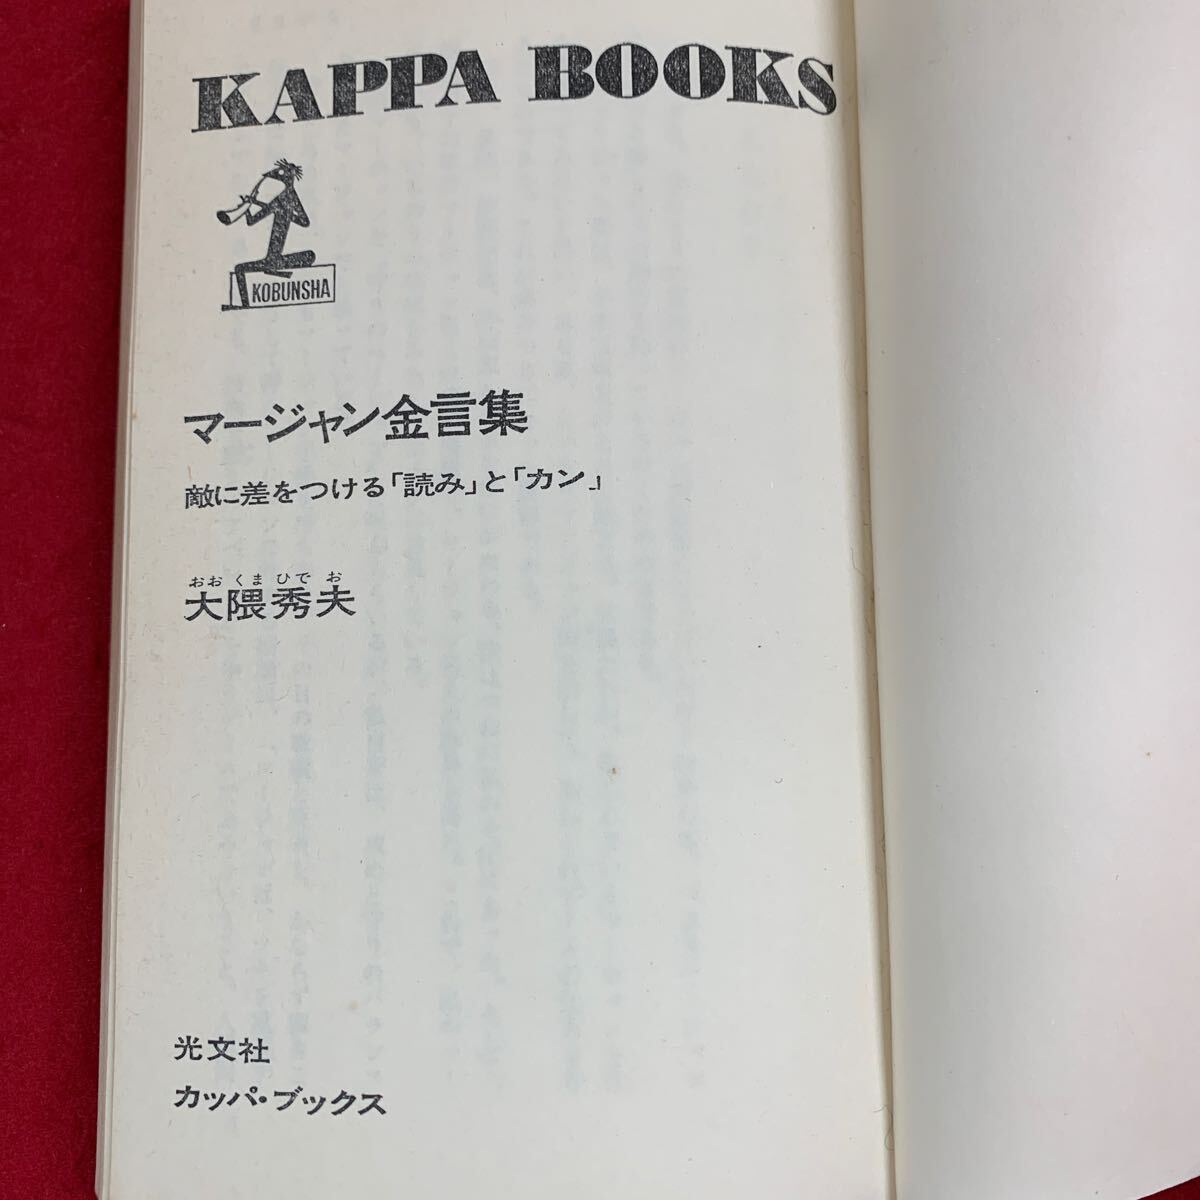 KAPPA BOOKS
KOBUNSHA
マージャン金言集
敵に差をつける「読み」と「カン」
おお くま ひで お
大隈秀夫
光文社
カッパ・ブックス